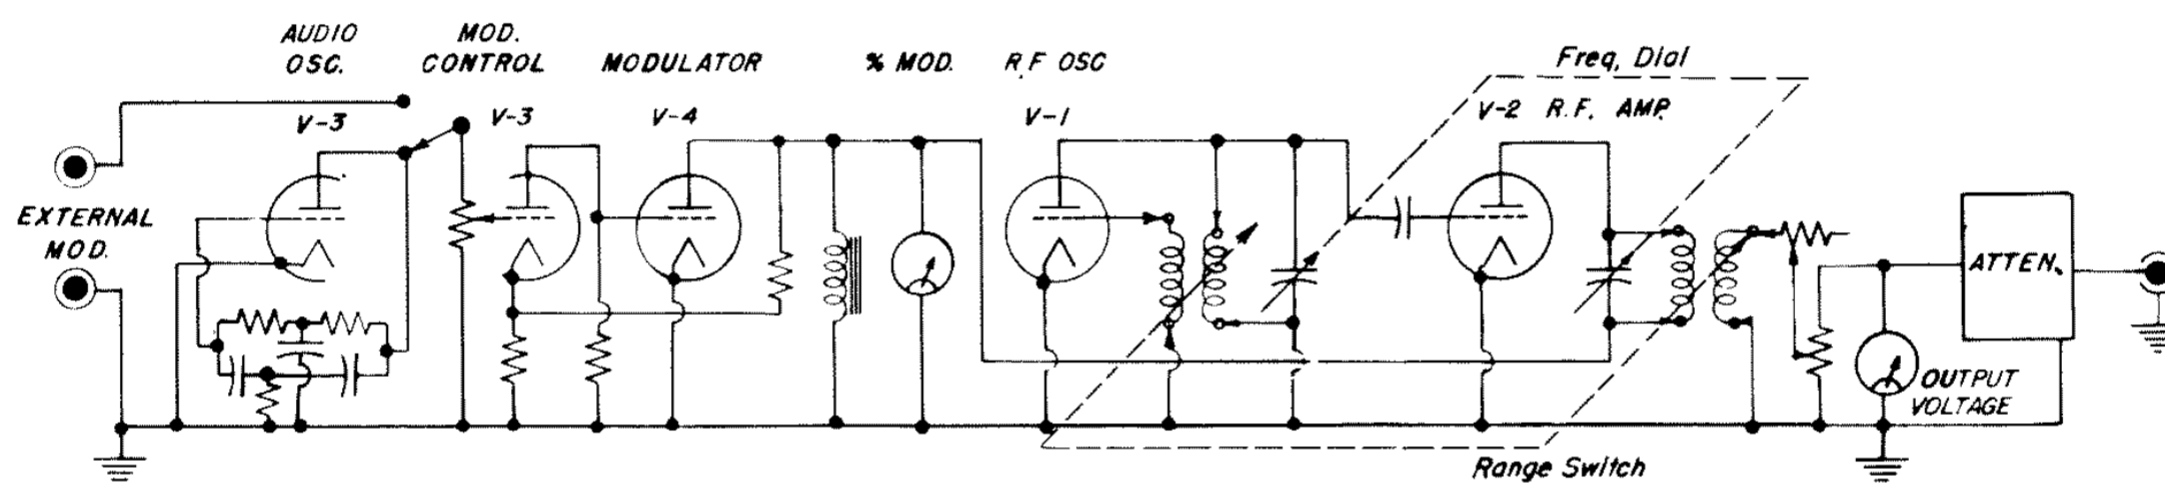 AUDIO
OSC.
MOD.
CONTROL
MODULATOR
% MOD.
R.F OSC
Freq, Dial
V-3
V-3
V-4
V-1
V-2 R.F. AMP.
EXTERNAL
MOD.
ATTEN.
OUTPUT
VOLTAGE
Range Switch